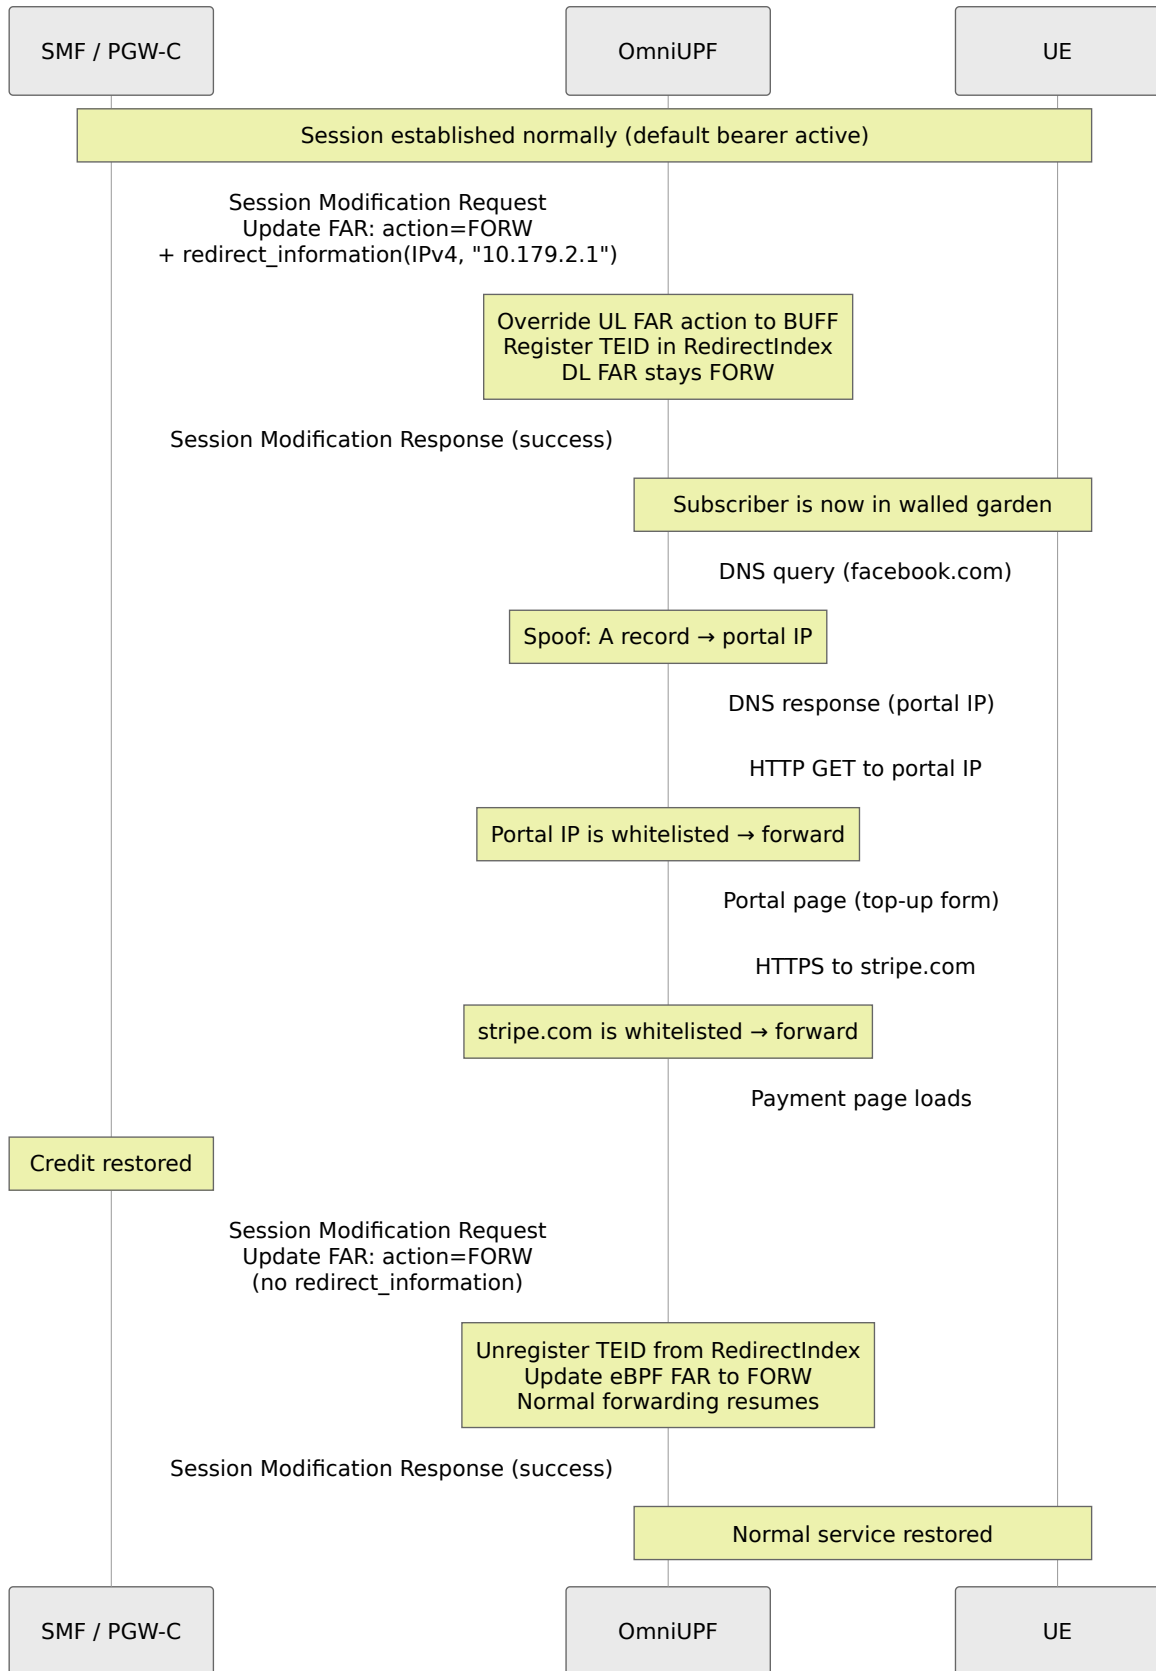 SMF / PGW-C
OmniUPF
UE
Session established normally (default bearer active)
Session Modification Request
Update FAR: action=FORW
+ redirect_information(IPv4, "10.179.2.1")
Override UL FAR action to BUFF
Register TEID in RedirectIndex
DL FAR stays FORW
Session Modification Response (success)
Subscriber is now in walled garden
DNS query (facebook.com)
Spoof: A record → portal IP
DNS response (portal IP)
HTTP GET to portal IP
Portal IP is whitelisted → forward
Portal page (top-up form)
HTTPS to stripe.com
stripe.com is whitelisted → forward
Payment page loads
Credit restored
Session Modification Request
Update FAR: action=FORW
(no redirect_information)
Unregister TEID from RedirectIndex
Update eBPF FAR to FORW
Normal forwarding resumes
Session Modification Response (success)
Normal service restored
SMF / PGW-C
OmniUPF
UE